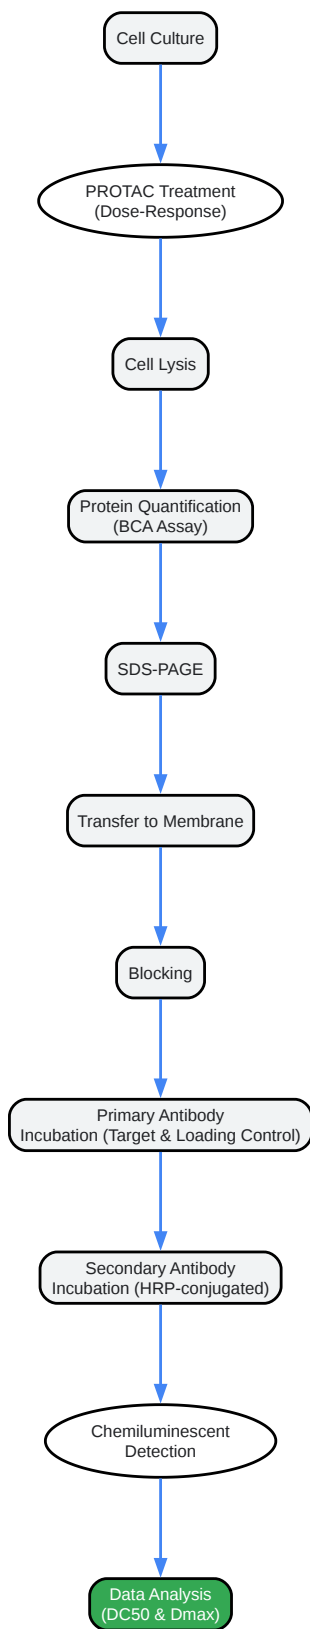 Cell Culture
PROTAC Treatment
(Dose-Response)
Cell Lysis
Protein Quantification
(BCA Assay)
SDS-PAGE
Transfer to Membrane
Blocking
Primary Antibody
Incubation (Target & Loading Control)
Secondary Antibody
Incubation (HRP-conjugated)
Chemiluminescent
Detection
Data Analysis
(DC50 & Dmax)